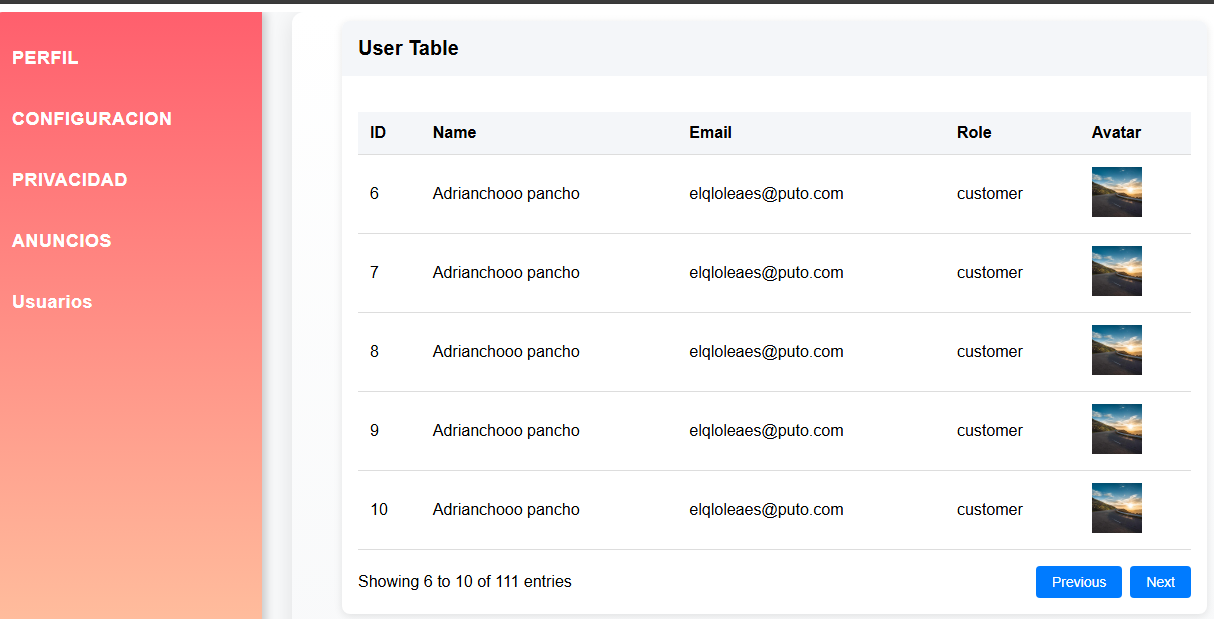 PERFIL
CONFIGURACION
PRIVACIDAD
ANUNCIOS
Usuarios
User Table
ID Name Email Role Avatar
6 Adrianchooo pancho elqloleaes@puto.com customer
7 Adrianchooo pancho elqloleaes@puto.com customer
8 Adrianchooo pancho elqloleaes@puto.com customer
9 Adrianchooo pancho elqloleaes@puto.com customer
10 Adrianchooo pancho elqloleaes@puto.com customer
Showing 6 to 10 of 111 entries
Previous Next